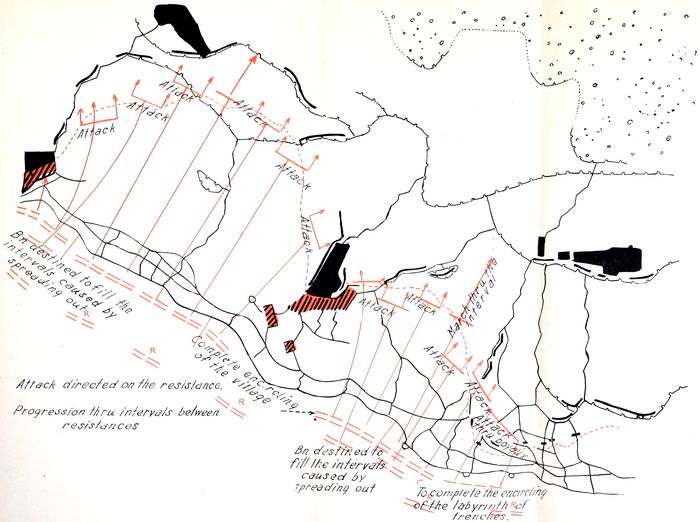 Attack
Attack
Attack
Attack
Attack
Attack
Bn destined to fill the
intervals caused by
spreading out
R
R
Complete encircling
of the village
R
Attack directed on the resistance.
Progression thru intervals between
resistances
Attack
Attack
March thru the
interval
Attack
Attack
Attack
thru boyaux
Bn destined to
fill the intervals
caused by
spreading out
To complete the encircling
of the labyrinth of
trenches.
R